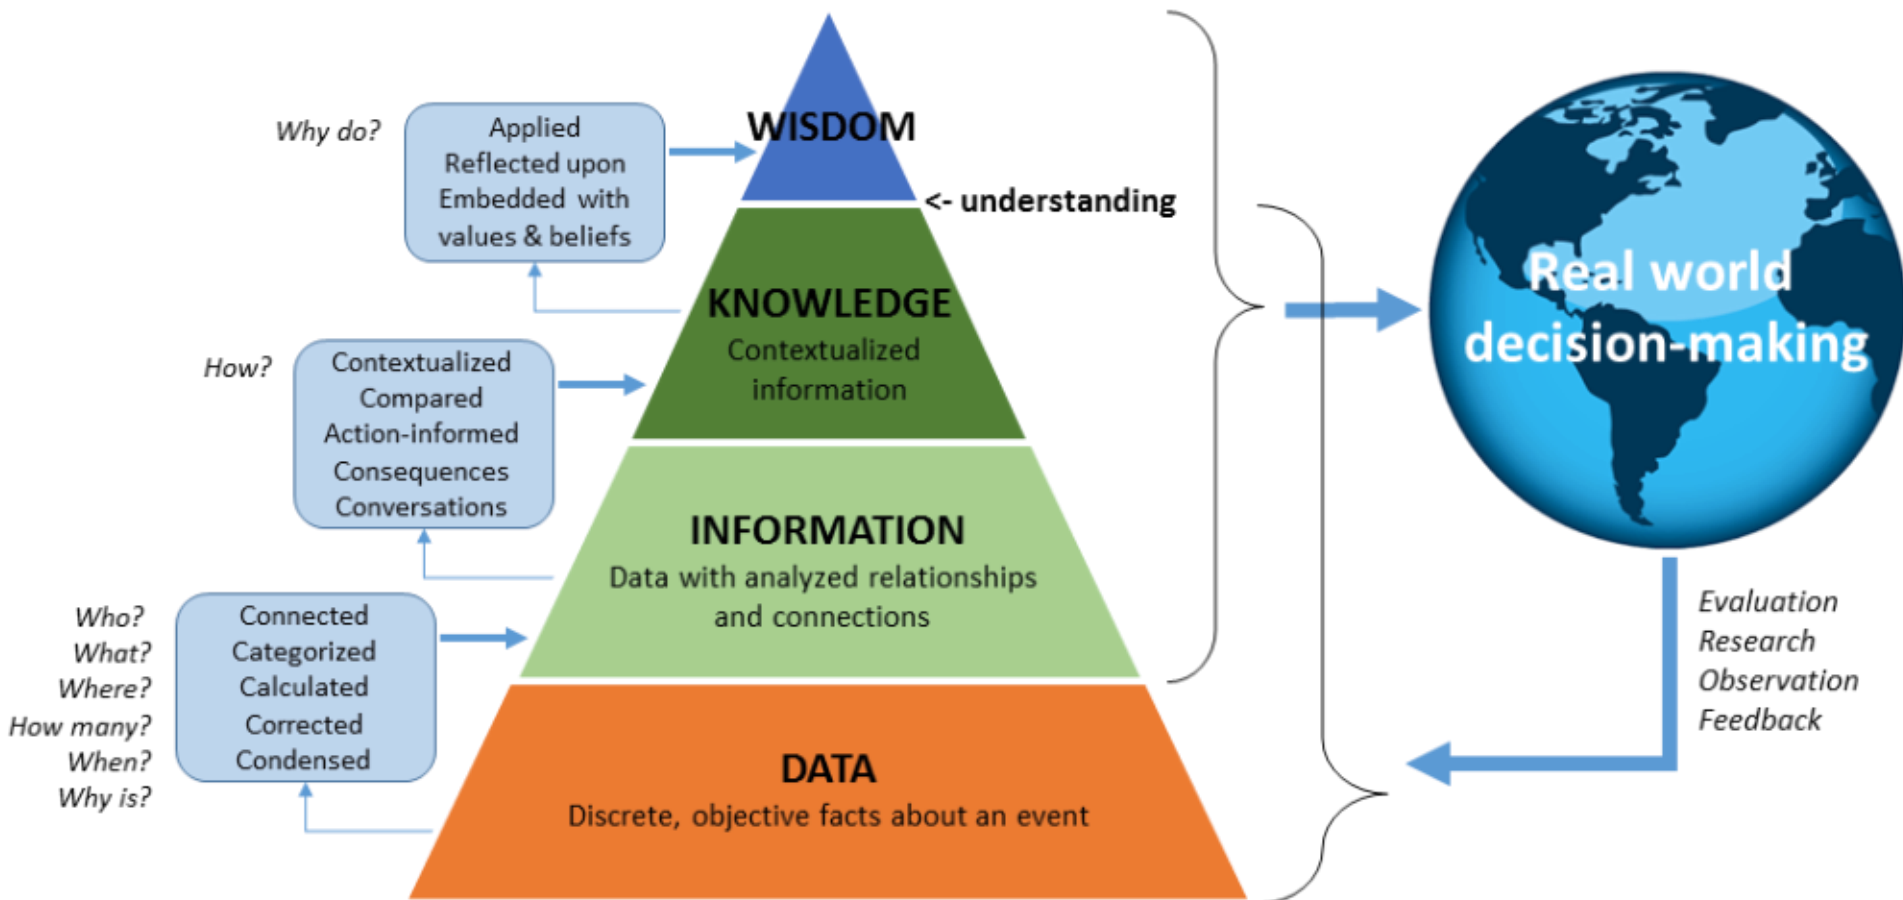 Why do?
Applied
Reflected upon
Embedded with
values & beliefs
WISDOM
<- understanding
How?
Contextualized
Compared
Action-informed
Consequences
Conversations
KNOWLEDGE
Contextualized
information
Who?
What?
Where?
How many?
When?
Why is?
Connected
Categorized
Calculated
Corrected
Condensed
INFORMATION
Data with analyzed relationships
and connections
DATA
Discrete, objective facts about an event
Real world
decision-making
Evaluation
Research
Observation
Feedback